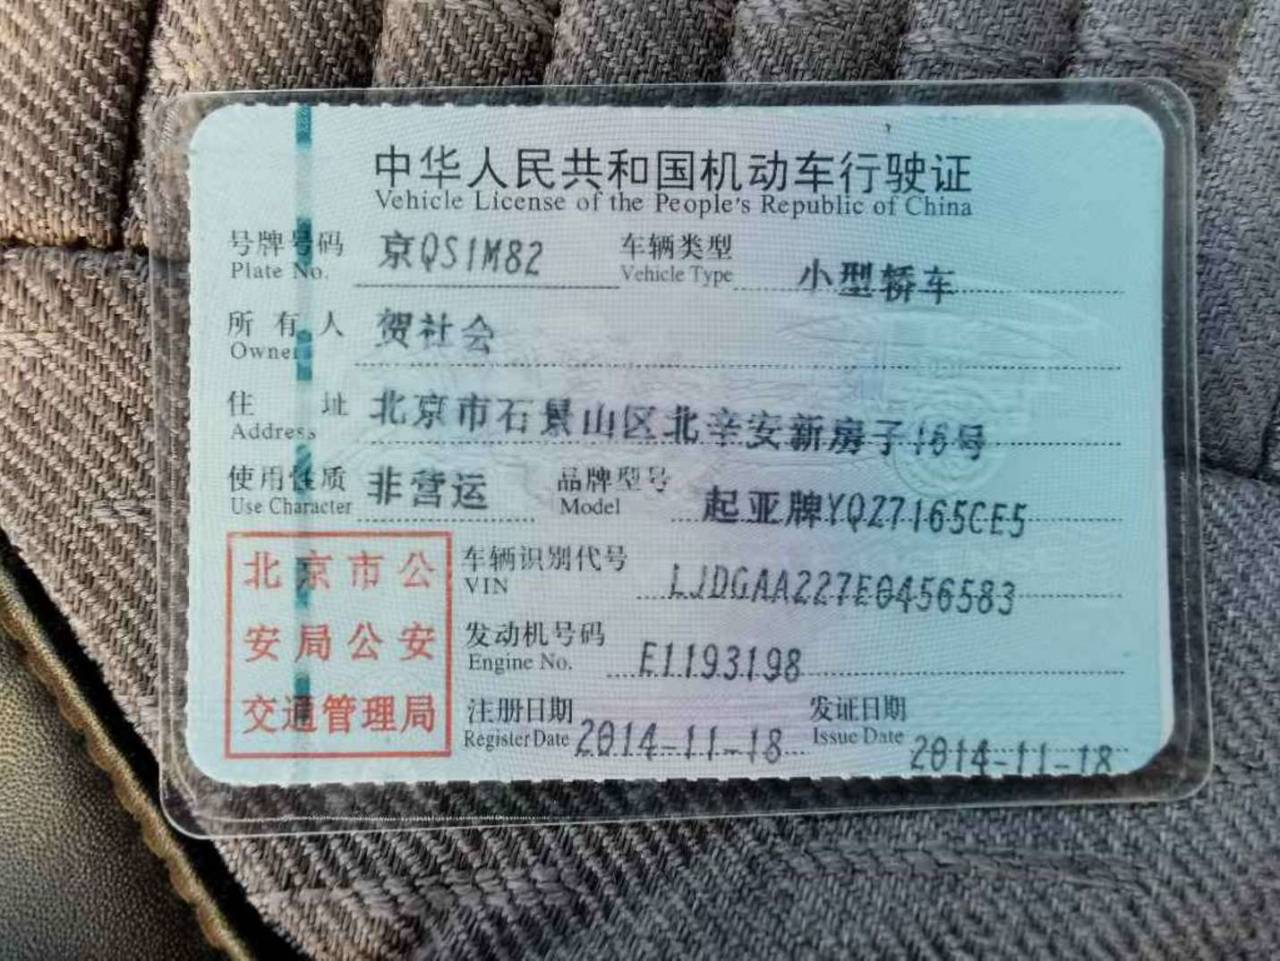 中华人民共和国机动车行驶证
Vehicle License of the People's Republic of China
号牌号码 京QS1M82 车辆类型 小型轿车
Plate No. Vehicle Type
所有人 贺社会
Owner
住址 北京市石景山区北辛安新房子16号
Address
使用性质 非营运 品牌型号 起亚牌YQZ7165CE5
Use Character Model
车辆识别代号 LJDGAA227E0456583
VIN
发动机号码 E1193198
Engine No.
注册日期 2014-11-18 发证日期 2014-11-18
Register Date Issue Date
北京市公
安局公安
交通管理局